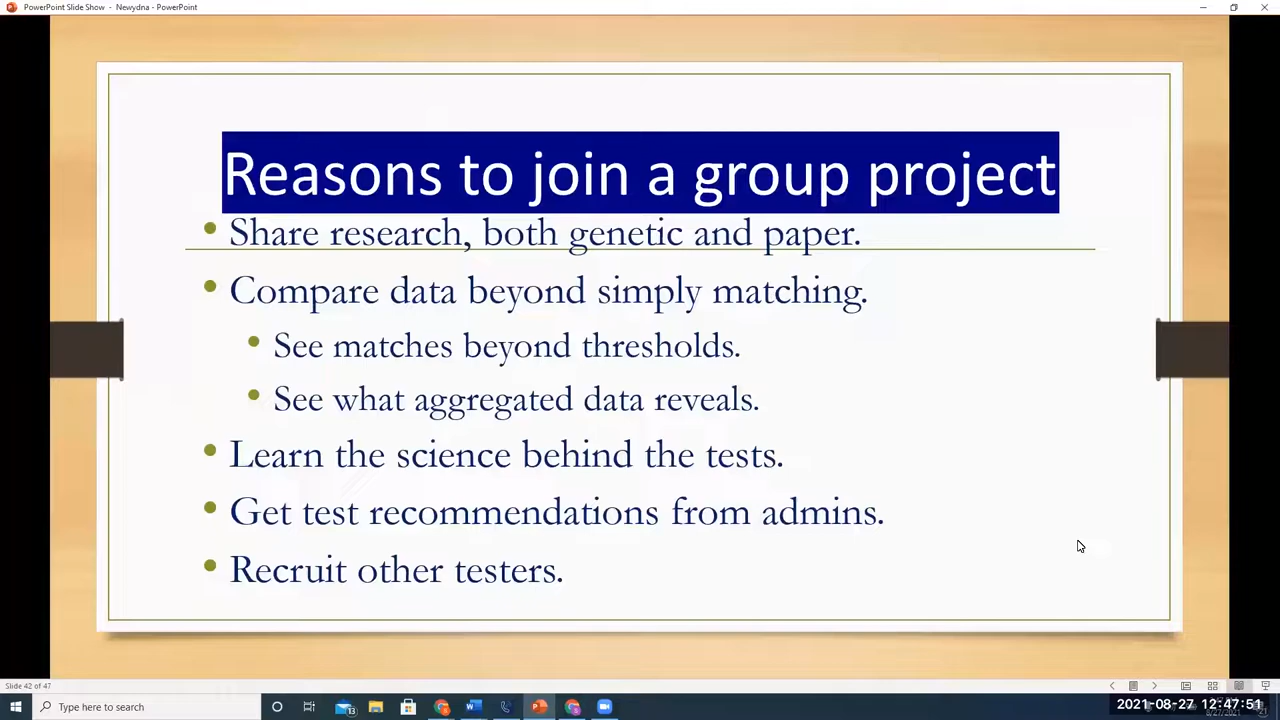 PowerPoint Slide Show - Newydna - PowerPoint
Reasons to join a group project
• Share research, both genetic and paper.
• Compare data beyond simply matching.
• See matches beyond thresholds.
• See what aggregated data reveals.
• Learn the science behind the tests.
• Get test recommendations from admins.
• Recruit other testers.
Slide 42 of 47
Type here to search
13
2021-08-27 12:47:51